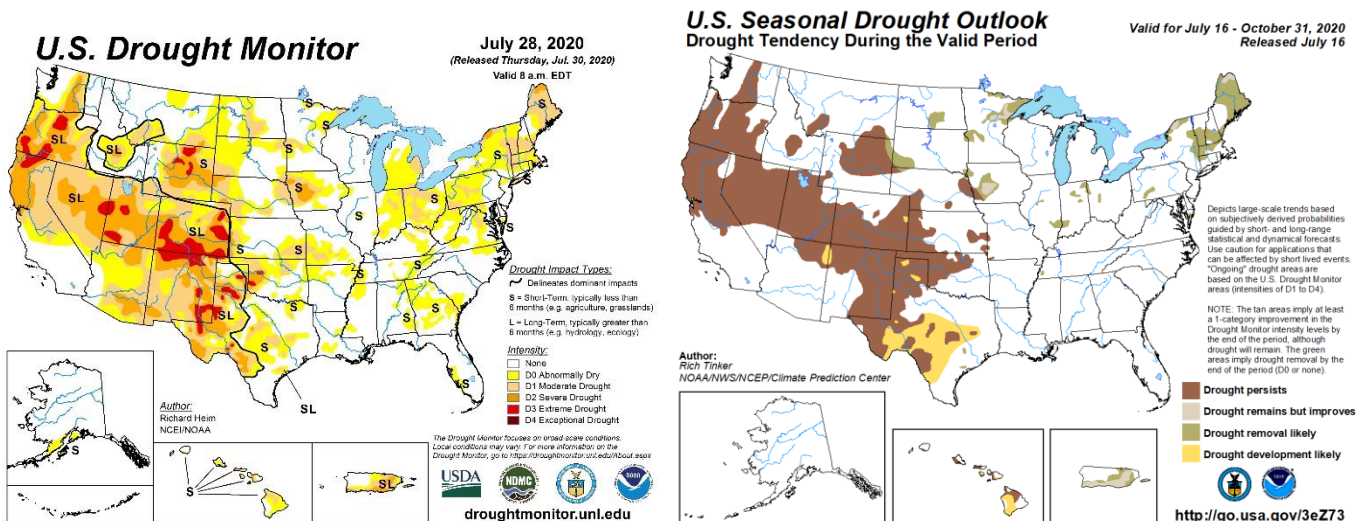 U.S. Drought Monitor
July 28, 2020
(Released Thursday, Jul. 30, 2020)
Valid 8 a.m. EDT
S
SL
SL
S
S
S
S
S
SL
S
SL
S
S
S
S
S
S
SL
S
S
S
SL
Drought Impact Types:
Delineates dominant impacts
S = Short-Term, typically less than
6 months (e.g. agriculture, grasslands)
L = Long-Term, typically greater than
6 months (e.g. hydrology, ecology)
Intensity:
None
D0 Abnormally Dry
D1 Moderate Drought
D2 Severe Drought
D3 Extreme Drought
D4 Exceptional Drought
Author:
Richard Heim
NCEI/NOAA
S
S
SL
The Drought Monitor focuses on broad-scale conditions.
Local conditions may vary. For more information on the
Drought Monitor, go to https://droughtmonitor.unl.edu/About.aspx
USDA
NDMC
droughtmonitor.unl.edu
U.S. Seasonal Drought Outlook
Drought Tendency During the Valid Period
Valid for July 16 - October 31, 2020
Released July 16
Depicts large-scale trends based
on subjectively derived probabilities
guided by short- and long-range
statistical and dynamical forecasts.
Use caution for applications that
can be affected by short lived events.
"Ongoing" drought areas are
based on the U.S. Drought Monitor
areas (intensities of D1 to D4).
NOTE: The tan areas imply at least
a 1-category improvement in the
Drought Monitor intensity levels by
the end of the period, although
drought will remain. The green
areas imply drought removal by the
end of the period (D0 or none).
Author:
Rich Tinker
NOAA/NWS/NCEP/Climate Prediction Center
Drought persists
Drought remains but improves
Drought removal likely
Drought development likely
http://go.usa.gov/3eZ73